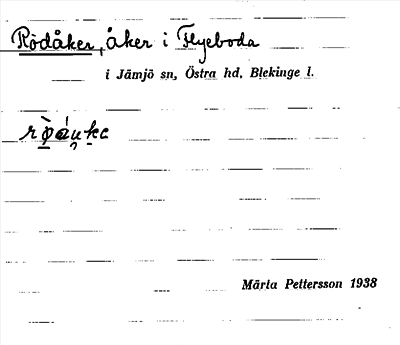 Rödåker, åker i Flyeboda
i Jämjö sn, Östra hd, Blekinge l.
Märta Pettersson 1938